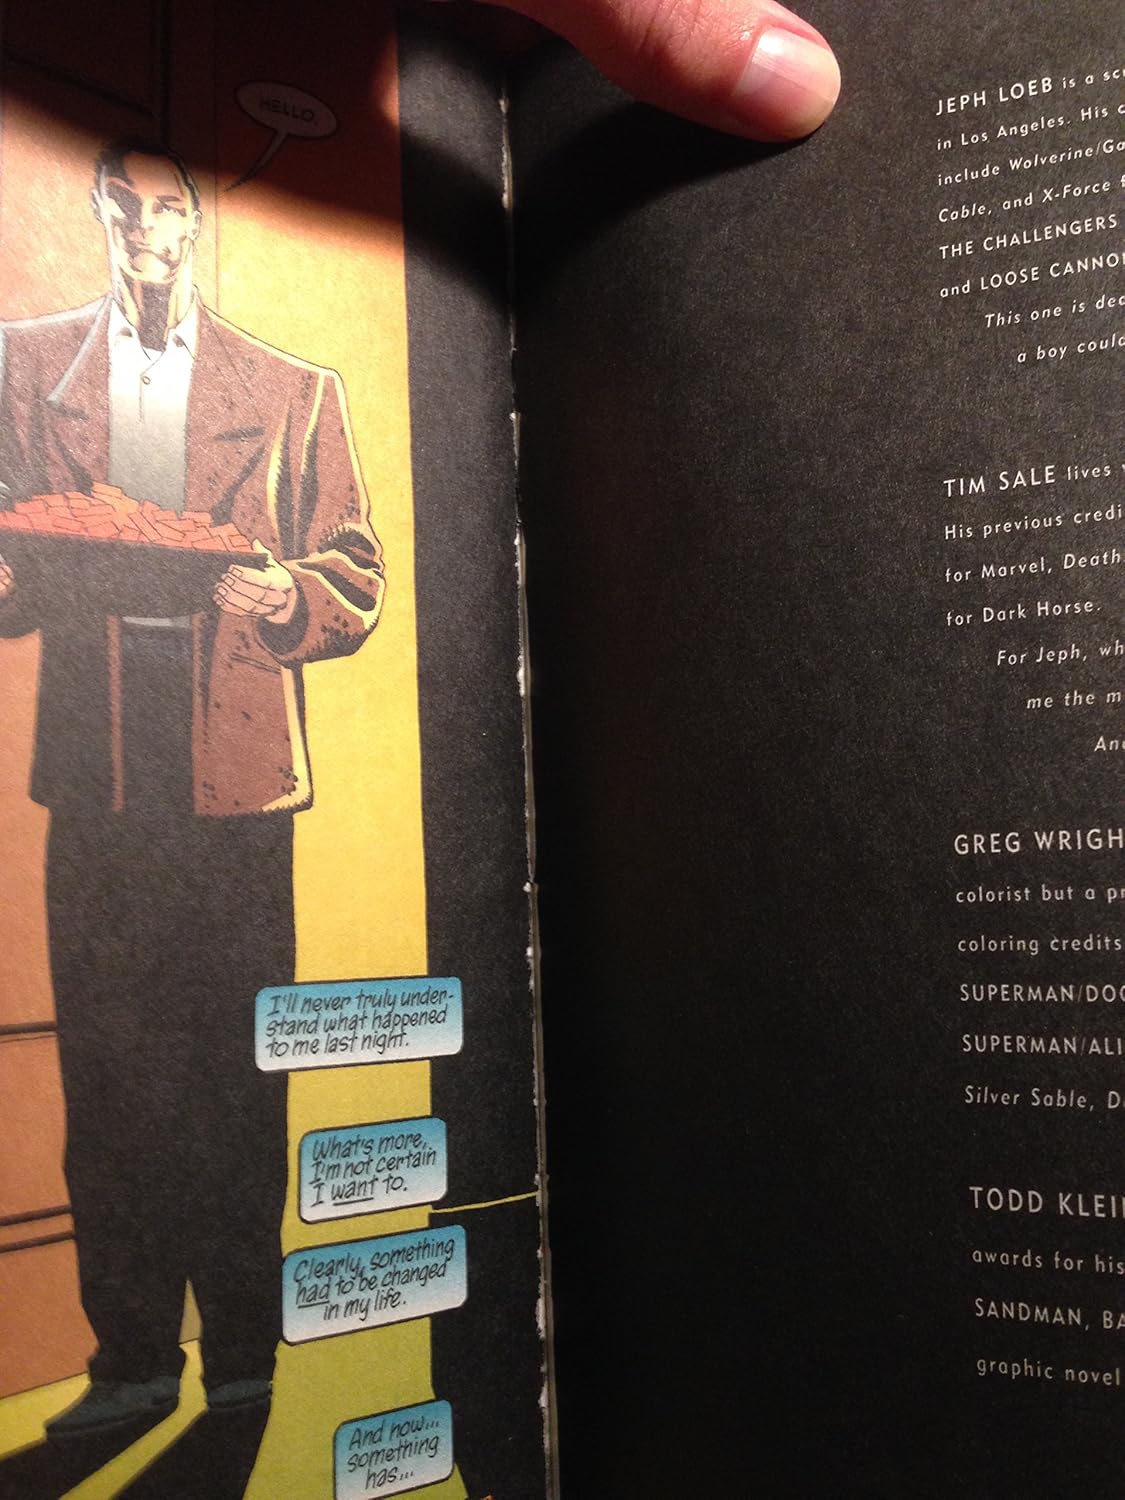 HELLO.
I'll never truly under-
stand what happened
to me last night.
What's more,
I'm not certain
I want to.
Clearly, something
had to be changed
in my life.
And now...
something
has...
JEPH LOEB is a
in Los Angeles. His
include Wolverine/
Cable, and X-Force
THE CHALLENGERS
and LOOSE
This one is
a boy
TIM SALE lives
His previous
for Marvel,
for Dark Horse.
For Jeph,
me the
GREG
colorist but a
coloring credits
SUPERMAN/
SUPERMAN/
Silver Sable,
TODD
awards for his
SANDMAN,
graphic novel